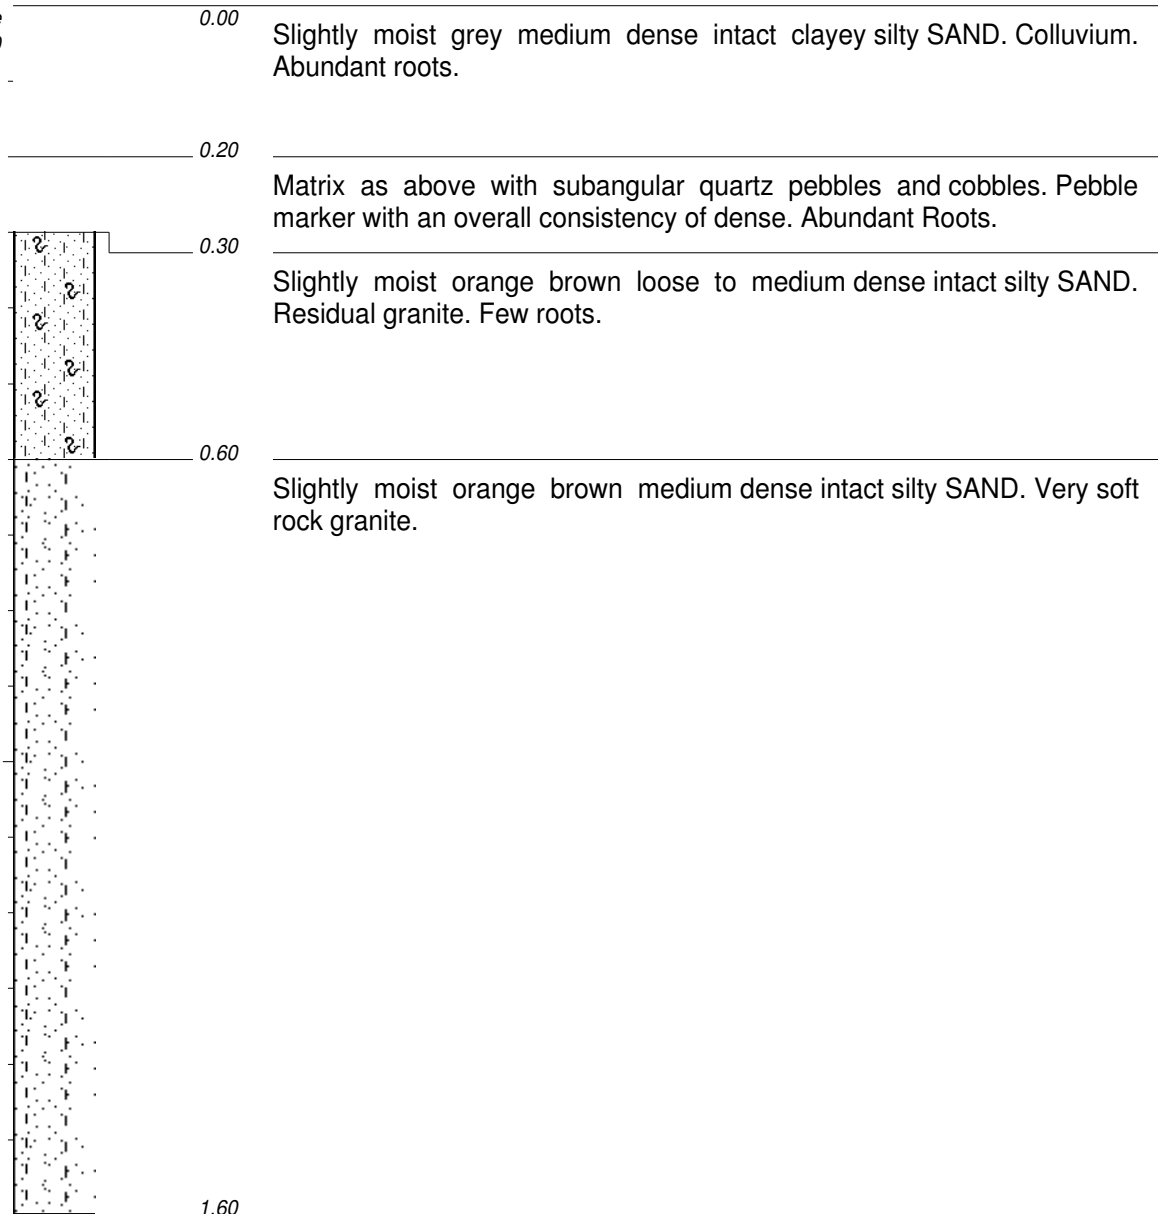 0.00
Slightly moist grey medium dense intact clayey silty SAND. Colluvium.
Abundant roots.
0.20
Matrix as above with subangular quartz pebbles and cobbles. Pebble
marker with an overall consistency of dense. Abundant Roots.
0.30
Slightly moist orange brown loose to medium dense intact silty SAND.
Residual granite. Few roots.
0.60
Slightly moist orange brown medium dense intact silty SAND. Very soft
rock granite.
1.60